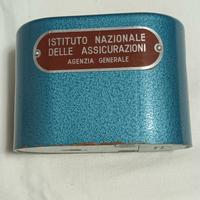 ISTITUTO NAZIONALE
DELLE ASSICURAZIONI
AGENZIA GENERALE